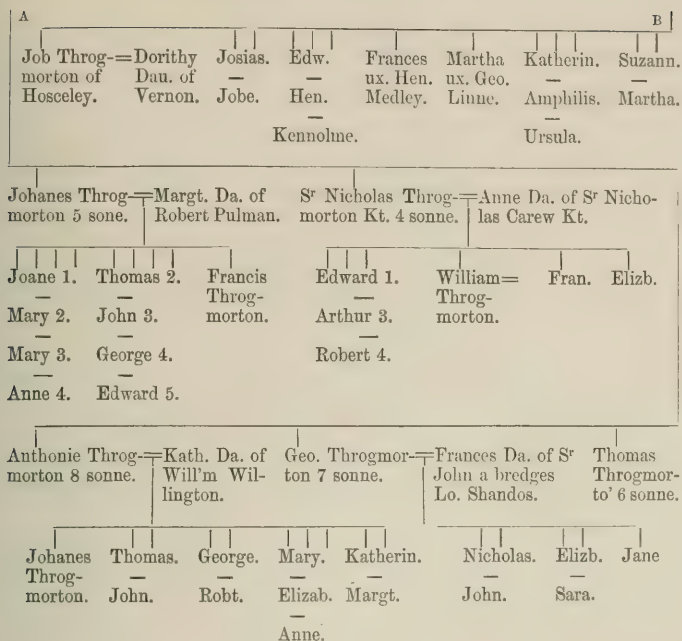 A B
Job Throg-=Dorithy Josias. Edw. Frances Martha Katherin. Suzann.
morton of Dau. of — — ux. Hen. ux. Geo. — —
Hosceley. Vernon. Jobe. Hen. Medley. Linne. Amphilis. Martha.
— —
Kennolme. Ursula.
Johanes Throg-=Margt. Da. of Sr Nicholas Throg-=Anne Da. of Sr Nicho-
morton 5 sone. Robert Pulman. morton Kt. 4 sonne. las Carew Kt.
Joane 1. Thomas 2. Francis Edward 1. William= Fran. Elizb.
— — Throg- — Throg-
Mary 2. John 3. morton. Arthur 3. morton.
— — —
Mary 3. George 4. Robert 4.
— —
Anne 4. Edward 5.
Anthonie Throg-=Kath. Da. of Geo. Throgmor-=Frances Da. of Sr Thomas
morton 8 sonne. Will'm Wil- ton 7 sonne. John a bredges Throgmor-
lington. Lo. Shandos. to' 6 sonne.
Johanes Thomas. George. Mary. Katherin. Nicholas. Elizb. Jane
Throg- — — — — — —
morton. John. Robt. Elizab. Margt. John. Sara.
—
Anne.